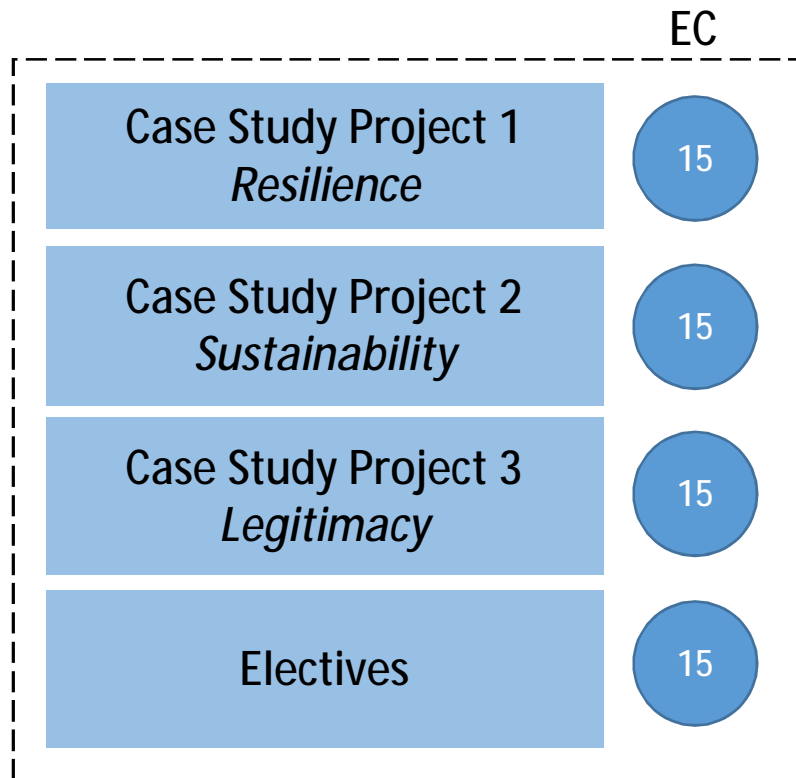 EC
Case Study Project 1
Resilience
15
Case Study Project 2
Sustainability
15
Case Study Project 3
Legitimacy
15
Electives
15